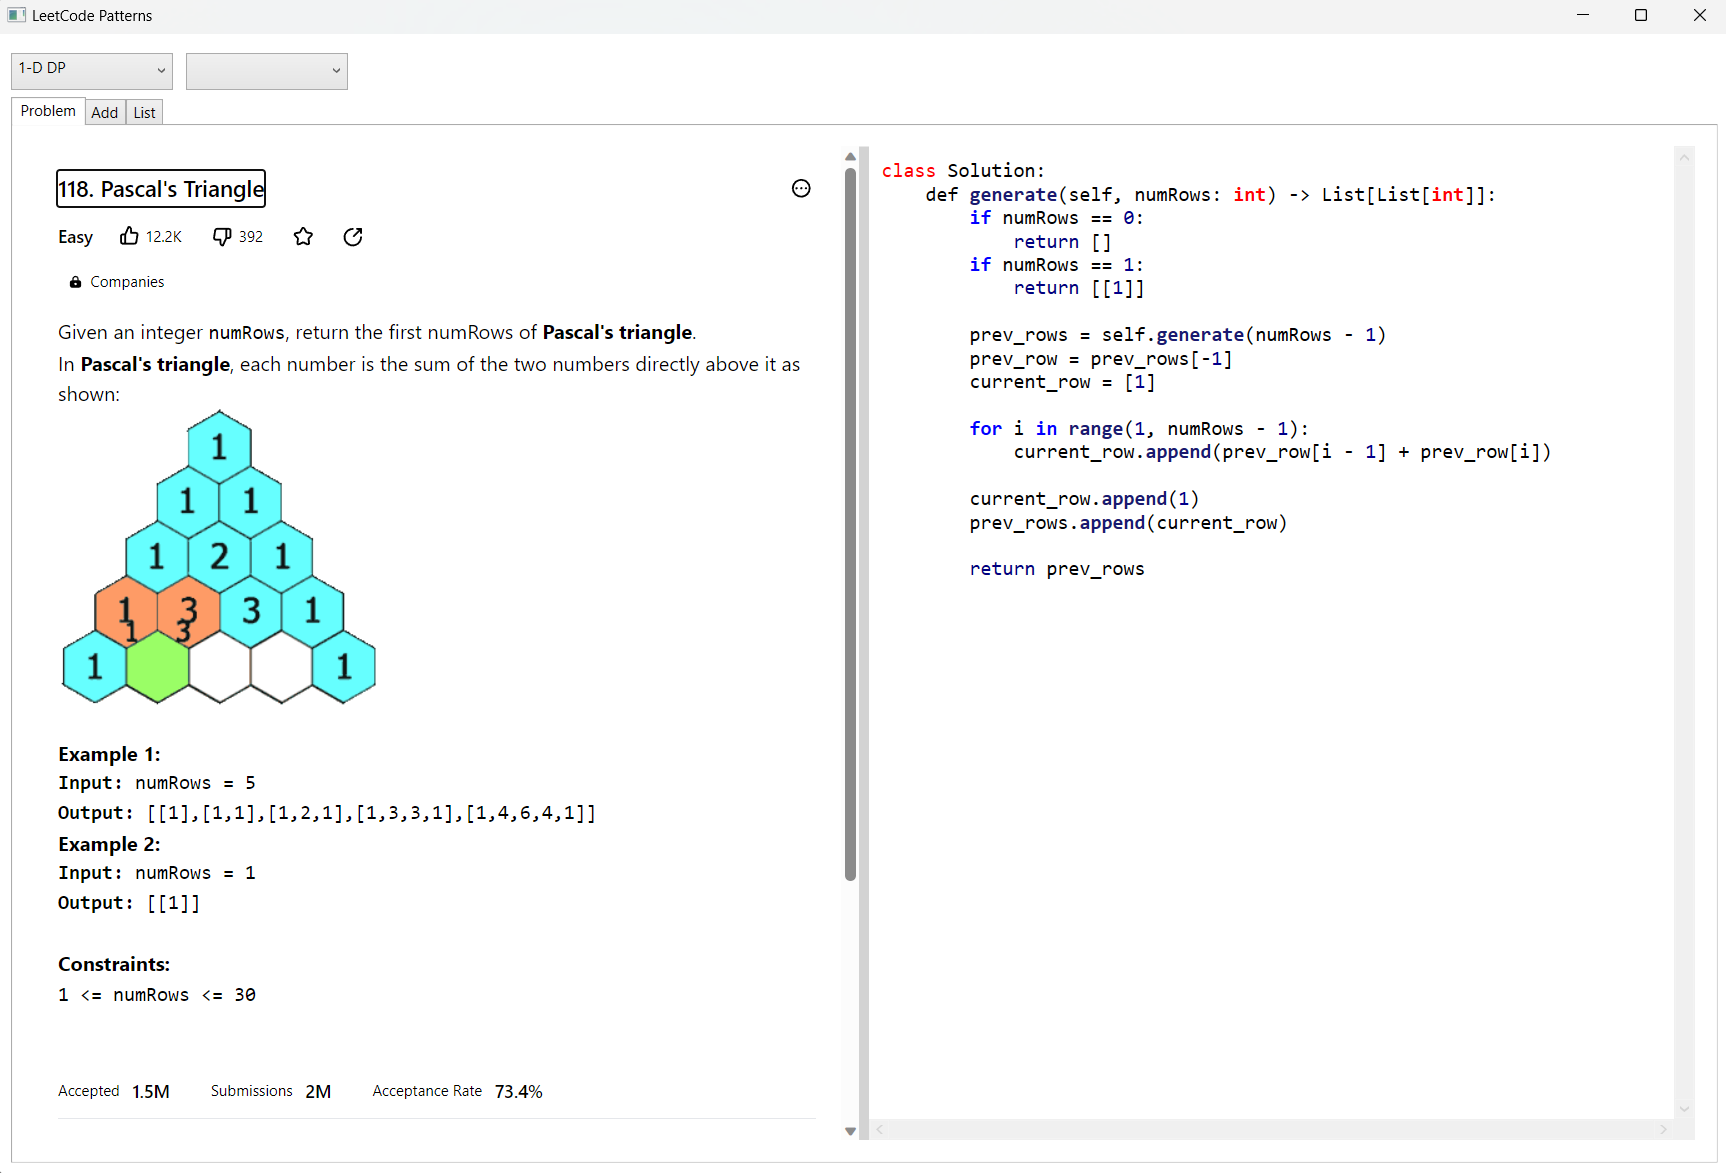 LeetCode Patterns
1-D DP
Problem Add List
118. Pascal's Triangle
Easy 12.2K 392
Companies
Given an integer numRows, return the first numRows of Pascal's triangle.
In Pascal's triangle, each number is the sum of the two numbers directly above it as
shown:
1
1 1
1 2 1
1 3 3 1
1 3
1 1
Example 1:
Input: numRows = 5
Output: [[1],[1,1],[1,2,1],[1,3,3,1],[1,4,6,4,1]]
Example 2:
Input: numRows = 1
Output: [[1]]
Constraints:
1 <= numRows <= 30
Accepted 1.5M Submissions 2M Acceptance Rate 73.4%
class Solution:
    def generate(self, numRows: int) -> List[List[int]]:
        if numRows == 0:
            return []
        if numRows == 1:
            return [[1]]
        prev_rows = self.generate(numRows - 1)
        prev_row = prev_rows[-1]
        current_row = [1]
        for i in range(1, numRows - 1):
            current_row.append(prev_row[i - 1] + prev_row[i])
        current_row.append(1)
        prev_rows.append(current_row)
        return prev_rows